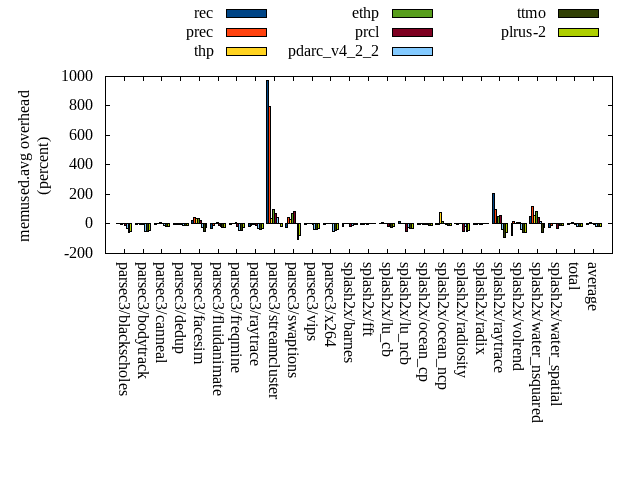 rec
prec
thp
ethp
prcl
pdarc_v4_2_2
ttmo
plrus-2
memused.avg overhead
(percent)
1000
800
600
400
200
0
-200
parsec3/blackscholes
parsec3/bodytrack
parsec3/canneal
parsec3/dedup
parsec3/facesim
parsec3/fluidanimate
parsec3/freqmine
parsec3/raytrace
parsec3/streamcluster
parsec3/swaptions
parsec3/vips
parsec3/x264
splash2x/barnes
splash2x/fft
splash2x/lu_cb
splash2x/lu_ncb
splash2x/ocean_cp
splash2x/ocean_ncp
splash2x/radiosity
splash2x/radix
splash2x/raytrace
splash2x/volrend
splash2x/water_nsquared
splash2x/water_spatial
total
average